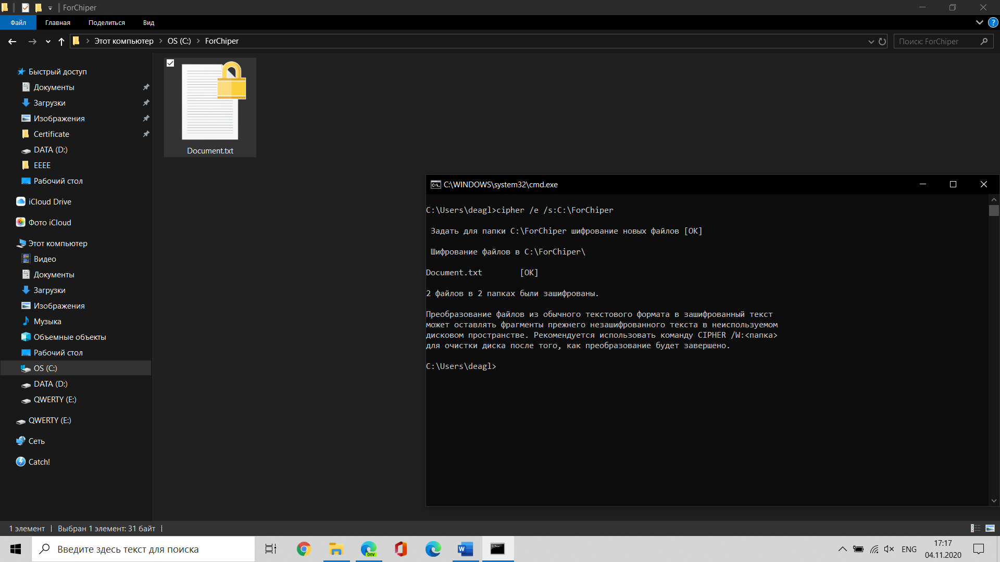 ForChiper
Файл Главная Поделиться Вид
Этот компьютер OS (C:) ForChiper
Поиск: ForChiper
Быстрый доступ
Документы
Загрузки
Изображения
Certificate
DATA (D:)
EEEE
Рабочий стол
iCloud Drive
Фото iCloud
Этот компьютер
Видео
Документы
Загрузки
Изображения
Музыка
Объемные объекты
Рабочий стол
OS (C:)
DATA (D:)
QWERTY (E:)
QWERTY (E:)
Сеть
Catch!
Document.txt
C:\WINDOWS\system32\cmd.exe
C:\Users\deagl>cipher /e /s:C:\ForChiper
Задать для папки C:\ForChiper шифрование новых файлов [OK]
Шифрование файлов в C:\ForChiper\
Document.txt [OK]
2 файлов в 2 папках были зашифрованы.
Преобразование файлов из обычного текстового формата в зашифрованный текст
может оставлять фрагменты прежнего незашифрованного текста в неиспользуемом
дисковом пространстве. Рекомендуется использовать команду CIPHER /W:<папка>
для очистки диска после того, как преобразование будет завершено.
C:\Users\deagl>
1 элемент Выбран 1 элемент: 31 байт
Введите здесь текст для поиска
DEV
ENG
17:17
04.11.2020